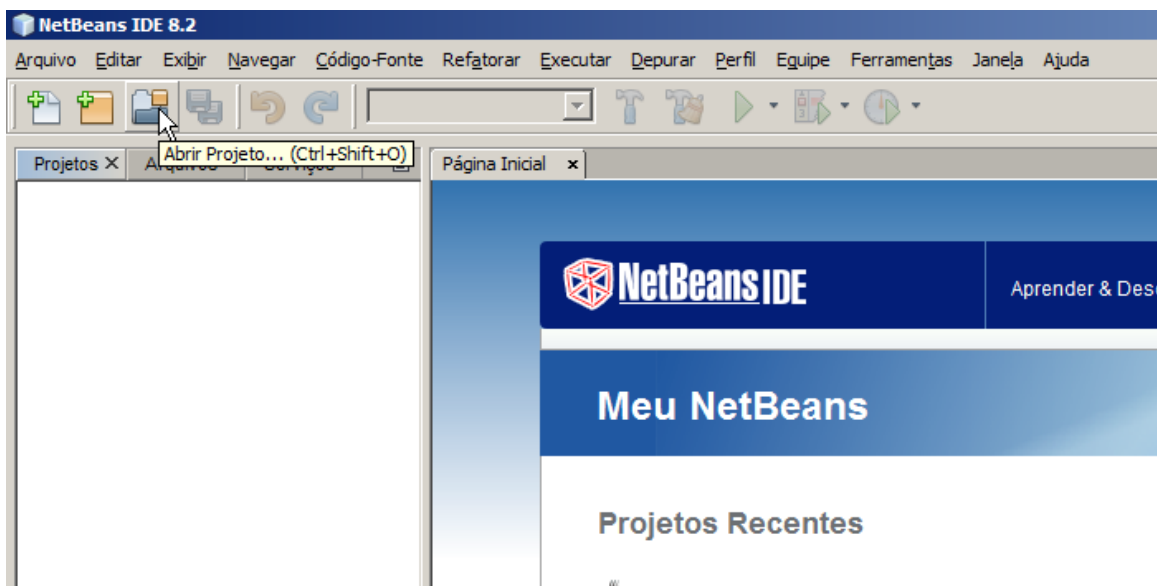 NetBeans IDE 8.2
Arquivo Editar Exibir Navegar Código-Fonte Refatorar Executar Depurar Perfil Equipe Ferramentas Janela Ajuda
Abrir Projeto... (Ctrl+Shift+O)
Projetos
Página Inicial
NetBeans IDE
Aprender & Des
Meu NetBeans
Projetos Recentes